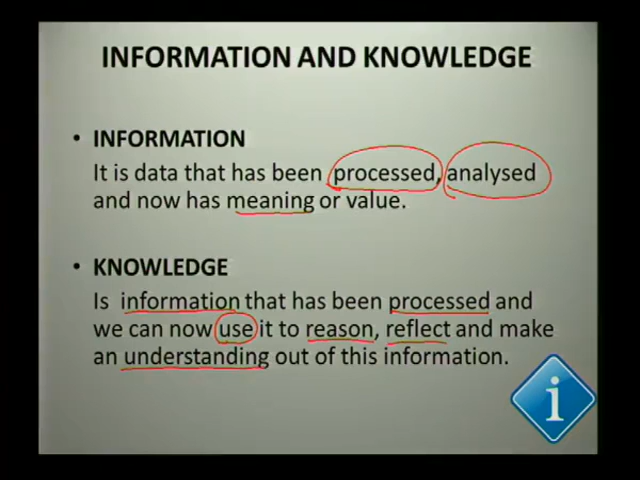 INFORMATION AND KNOWLEDGE
• INFORMATION
It is data that has been processed, analysed
and now has meaning or value.
• KNOWLEDGE
Is information that has been processed and
we can now use it to reason, reflect and make
an understanding out of this information.
i